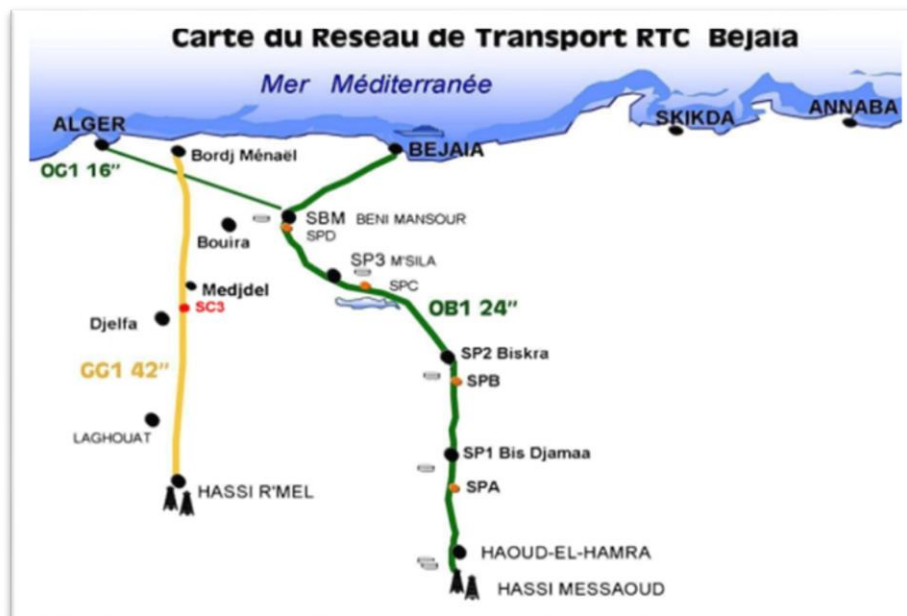 Carte du Reseau de Transport RTC Bejaia
Mer Méditerranée
ALGER
SKIKDA
ANNABA
Bordj Ménaël
BEJAIA
OG1 16"
SBM BENI MANSOUR
SPD
Bouira
SP3 M'SILA
SPC
Medjdel
SC3
OB1 24"
Djelfa
SP2 Biskra
GG1 42"
SPB
LAGHOUAT
SP1 Bis Djamaa
SPA
HASSI R'MEL
HAOUD-EL-HAMRA
HASSI MESSAOUD